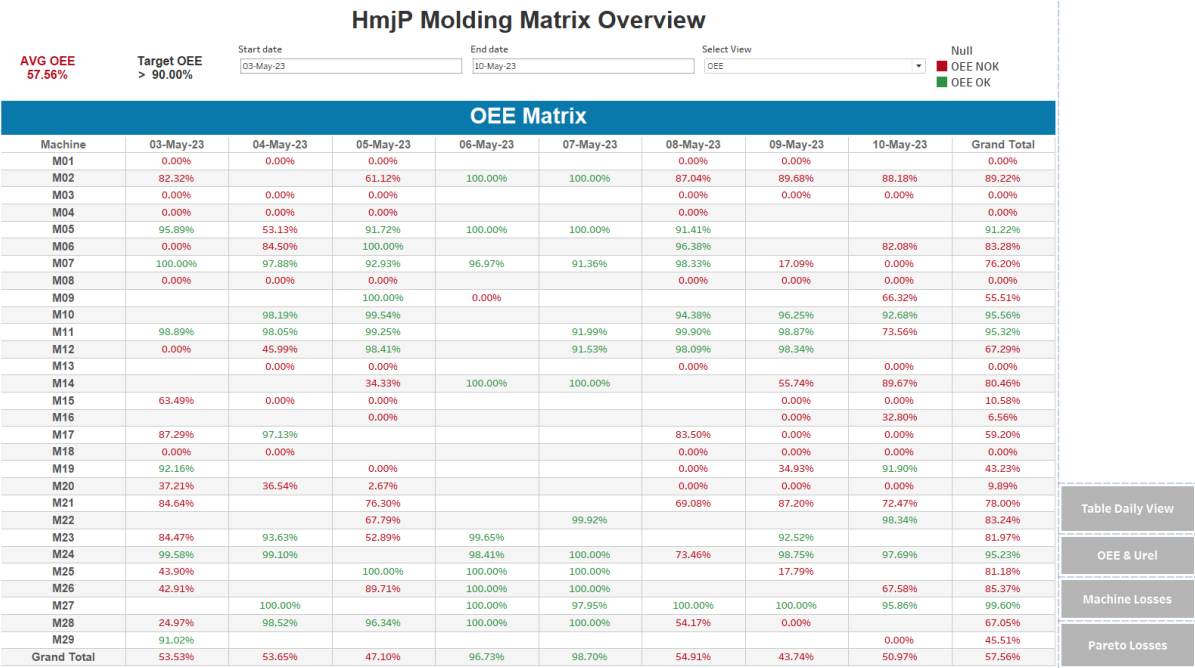 HmjP Molding Matrix Overview
AVG OEE
57.56%
Target OEE
> 90.00%
Start date
03-May-23
End date
10-May-23
Select View
OEE
Null
OEE NOK
OEE OK
OEE Matrix
Machine 03-May-23 04-May-23 05-May-23 06-May-23 07-May-23 08-May-23 09-May-23 10-May-23 Grand Total
M01 0.00% 0.00% 0.00% 0.00% 0.00% 0.00%
M02 82.32% 61.12% 100.00% 100.00% 87.04% 89.68% 88.18% 89.22%
M03 0.00% 0.00% 0.00% 0.00% 0.00% 0.00% 0.00%
M04 0.00% 0.00% 0.00% 0.00% 0.00%
M05 95.89% 53.13% 91.72% 100.00% 100.00% 91.41% 91.22%
M06 0.00% 84.50% 100.00% 96.38% 82.08% 83.28%
M07 100.00% 97.88% 92.93% 96.97% 91.36% 98.33% 17.09% 0.00% 76.20%
M08 0.00% 0.00% 0.00% 0.00% 0.00% 0.00% 0.00%
M09 100.00% 0.00% 66.32% 55.51%
M10 98.19% 99.54% 94.38% 96.25% 92.68% 95.56%
M11 98.89% 98.05% 99.25% 91.99% 99.90% 98.87% 73.56% 95.32%
M12 0.00% 45.99% 98.41% 91.53% 98.09% 98.34% 67.29%
M13 0.00% 0.00% 0.00% 0.00% 0.00%
M14 34.33% 100.00% 100.00% 55.74% 89.67% 80.46%
M15 63.49% 0.00% 0.00% 0.00% 0.00% 10.58%
M16 0.00% 0.00% 32.80% 6.56%
M17 87.29% 97.13% 83.50% 0.00% 0.00% 59.20%
M18 0.00% 0.00% 0.00% 0.00% 0.00% 0.00%
M19 92.16% 0.00% 0.00% 34.93% 91.90% 43.23%
M20 37.21% 36.54% 2.67% 0.00% 0.00% 0.00% 9.89%
M21 84.64% 76.30% 69.08% 87.20% 72.47% 78.00%
M22 67.79% 99.92% 98.34% 83.24%
M23 84.47% 93.63% 52.89% 99.65% 92.52% 81.97%
M24 99.58% 99.10% 98.41% 100.00% 73.46% 98.75% 97.69% 95.23%
M25 43.90% 100.00% 100.00% 100.00% 17.79% 81.18%
M26 42.91% 89.71% 100.00% 100.00% 67.58% 85.37%
M27 100.00% 100.00% 97.95% 100.00% 100.00% 95.86% 99.60%
M28 24.97% 98.52% 96.34% 100.00% 100.00% 54.17% 0.00% 67.05%
M29 91.02% 0.00% 45.51%
Grand Total 53.53% 53.65% 47.10% 96.73% 98.70% 54.91% 43.74% 50.97% 57.56%
Table Daily View
OEE & Urel
Machine Losses
Pareto Losses